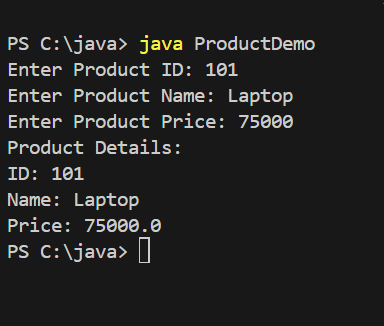 PS C:\java> java ProductDemo
Enter Product ID: 101
Enter Product Name: Laptop
Enter Product Price: 75000
Product Details:
ID: 101
Name: Laptop
Price: 75000.0
PS C:\java>